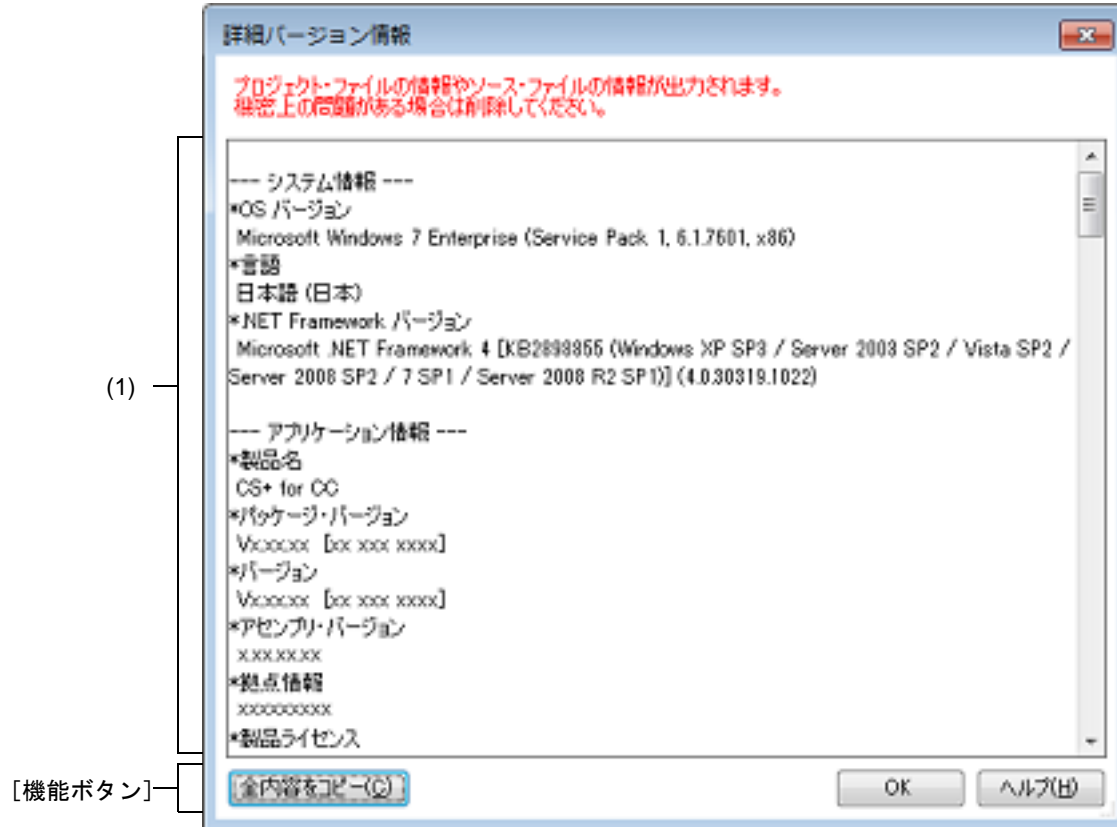 詳細バージョン情報
プロジェクト・ファイルの情報やソース・ファイルの情報が出力されます。
機密上の問題がある場合は削除してください。
--- システム情報 ---
*OS バージョン
Microsoft Windows 7 Enterprise (Service Pack 1, 6.1.7601, x86)
*言語
日本語 (日本)
*.NET Framework バージョン
Microsoft .NET Framework 4 [KB2898855 (Windows XP SP3 / Server 2003 SP2 / Vista SP2 /
Server 2008 SP2 / 7 SP1 / Server 2008 R2 SP1)] (4.0.30319.1022)
(1)
--- アプリケーション情報 ---
*製品名
CS+ for CC
*パッケージ・バージョン
Vx.xx.xx [xx xxx xxxx]
*バージョン
Vx.xx.xx [xx xxx xxxx]
*アセンブリ・バージョン
x.xx.xx.xx
*拠点情報
xxxxxxxxx
*製品ライセンス
[機能ボタン]
全内容をコピー(C)
OK
ヘルプ(H)